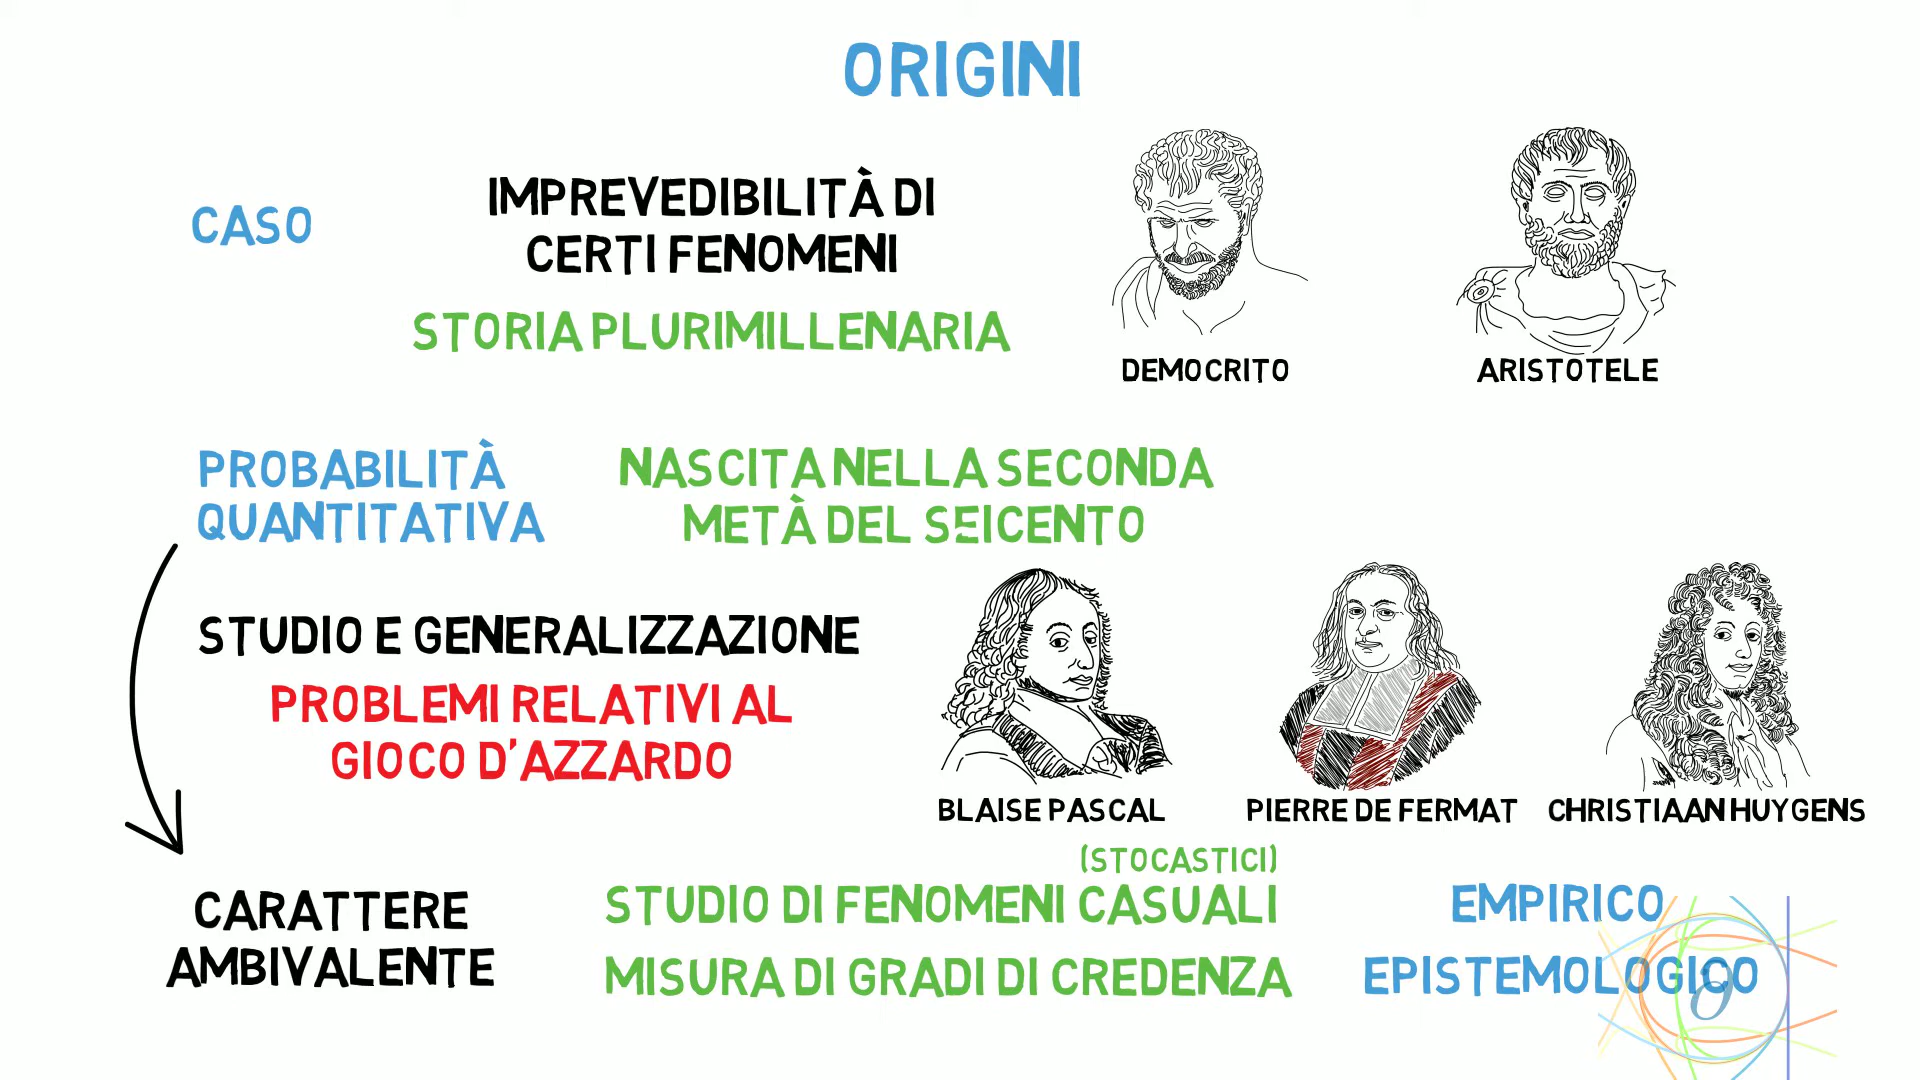 ORIGINI
CASO
IMPREVEDIBILITÀ DI
CERTI FENOMENI
STORIA PLURIMILLENARIA
DEMOCRITO
ARISTOTELE
PROBABILITÀ
QUANTITATIVA
NASCITA NELLA SECONDA
METÀ DEL SEICENTO
STUDIO E GENERALIZZAZIONE
PROBLEMI RELATIVI AL
GIOCO D'AZZARDO
BLAISE PASCAL
PIERRE DE FERMAT
CHRISTIAAN HUYGENS
CARATTERE
AMBIVALENTE
(STOCASTICI)
STUDIO DI FENOMENI CASUALI
EMPIRICO
MISURA DI GRADI DI CREDENZA
EPISTEMOLOGICO